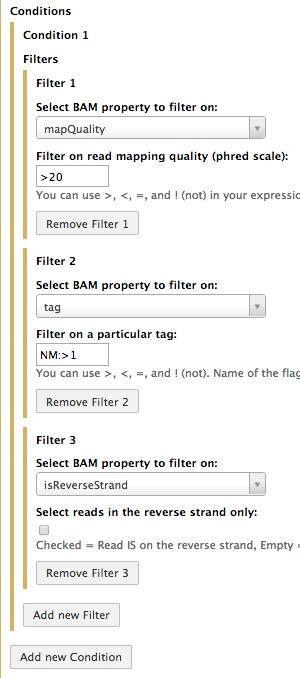 Conditions
Condition 1
Filters
Filter 1
Select BAM property to filter on:
mapQuality
Filter on read mapping quality (phred scale):
>20
You can use >, <, =, and ! (not) in your expressio
Remove Filter 1
Filter 2
Select BAM property to filter on:
tag
Filter on a particular tag:
NM:>1
You can use >, <, =, and ! (not). Name of the flag
Remove Filter 2
Filter 3
Select BAM property to filter on:
isReverseStrand
Select reads in the reverse strand only:
Checked = Read IS on the reverse strand, Empty =
Remove Filter 3
Add new Filter
Add new Condition